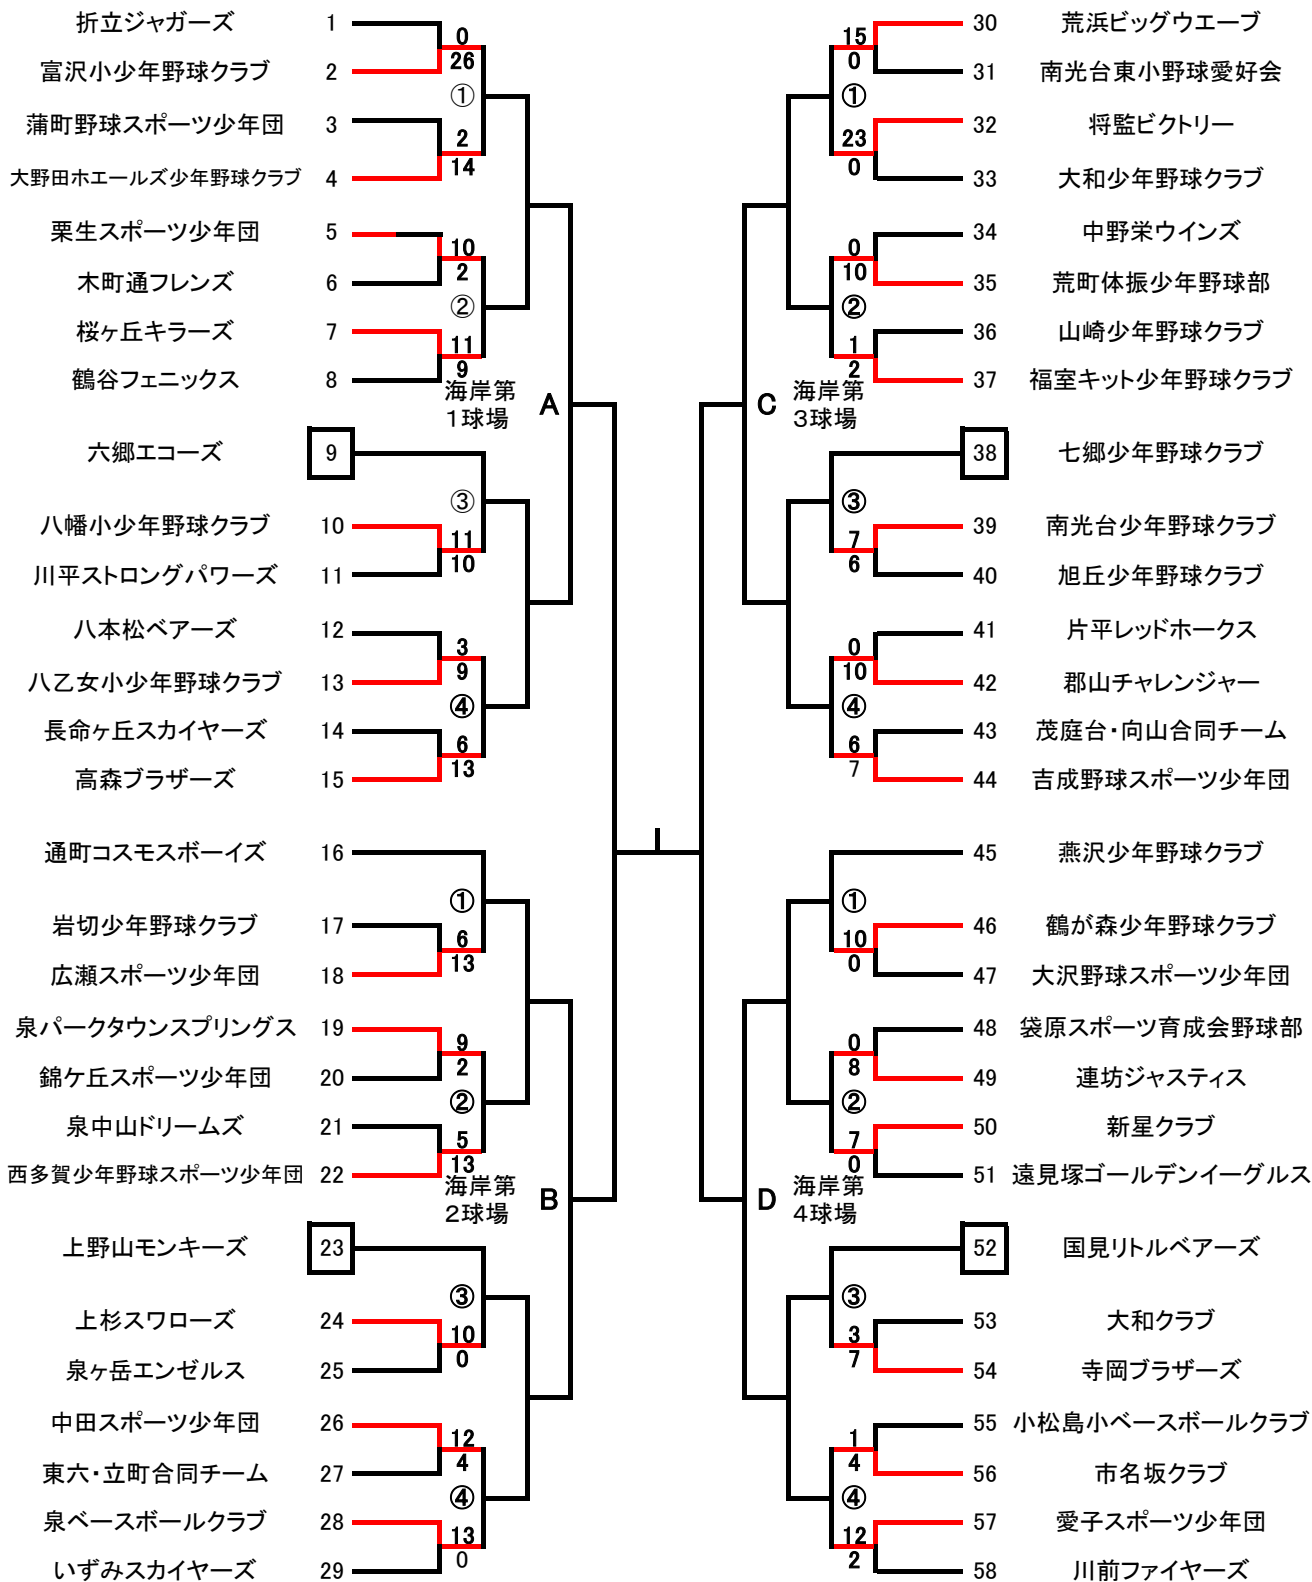 折立ジャガーズ 1
0
富沢小少年野球クラブ 2
26
①
蒲町野球スポーツ少年団 3
2
大野田ホエールズ少年野球クラブ 4
14
栗生スポーツ少年団 5
10
木町通フレンズ 6
2
②
桜ヶ丘キラーズ 7
11
鶴谷フェニックス 8
9
海岸第
1球場
A
六郷エコーズ 9
③
八幡小少年野球クラブ 10
11
川平ストロングパワーズ 11
10
八本松ベアーズ 12
3
八乙女小少年野球クラブ 13
9
④
長命ヶ丘スカイヤーズ 14
6
高森ブラザーズ 15
13
通町コスモスボーイズ 16
①
岩切少年野球クラブ 17
6
広瀬スポーツ少年団 18
13
泉パークタウンスプリングス 19
9
錦ケ丘スポーツ少年団 20
2
②
泉中山ドリームズ 21
5
西多賀少年野球スポーツ少年団 22
13
海岸第
2球場
B
上野山モンキーズ 23
③
上杉スワローズ 24
10
泉ヶ岳エンゼルス 25
0
中田スポーツ少年団 26
12
東六・立町合同チーム 27
4
④
泉ベースボールクラブ 28
13
いずみスカイヤーズ 29
0
30 荒浜ビッグウエーブ
15
31 南光台東小野球愛好会
0
①
32 将監ビクトリー
23
33 大和少年野球クラブ
0
34 中野栄ウインズ
0
35 荒町体振少年野球部
10
②
36 山崎少年野球クラブ
1
37 福室キット少年野球クラブ
2
C
海岸第
3球場
38 七郷少年野球クラブ
③
39 南光台少年野球クラブ
7
40 旭丘少年野球クラブ
6
41 片平レッドホークス
0
42 郡山チャレンジャー
10
④
43 茂庭台・向山合同チーム
6
44 吉成野球スポーツ少年団
7
45 燕沢少年野球クラブ
①
46 鶴が森少年野球クラブ
10
47 大沢野球スポーツ少年団
0
48 袋原スポーツ育成会野球部
0
49 連坊ジャスティス
8
②
50 新星クラブ
7
51 遠見塚ゴールデンイーグルス
0
D
海岸第
4球場
52 国見リトルベアーズ
③
53 大和クラブ
3
54 寺岡ブラザーズ
7
55 小松島小ベースボールクラブ
1
56 市名坂クラブ
4
④
57 愛子スポーツ少年団
12
58 川前ファイヤーズ
2